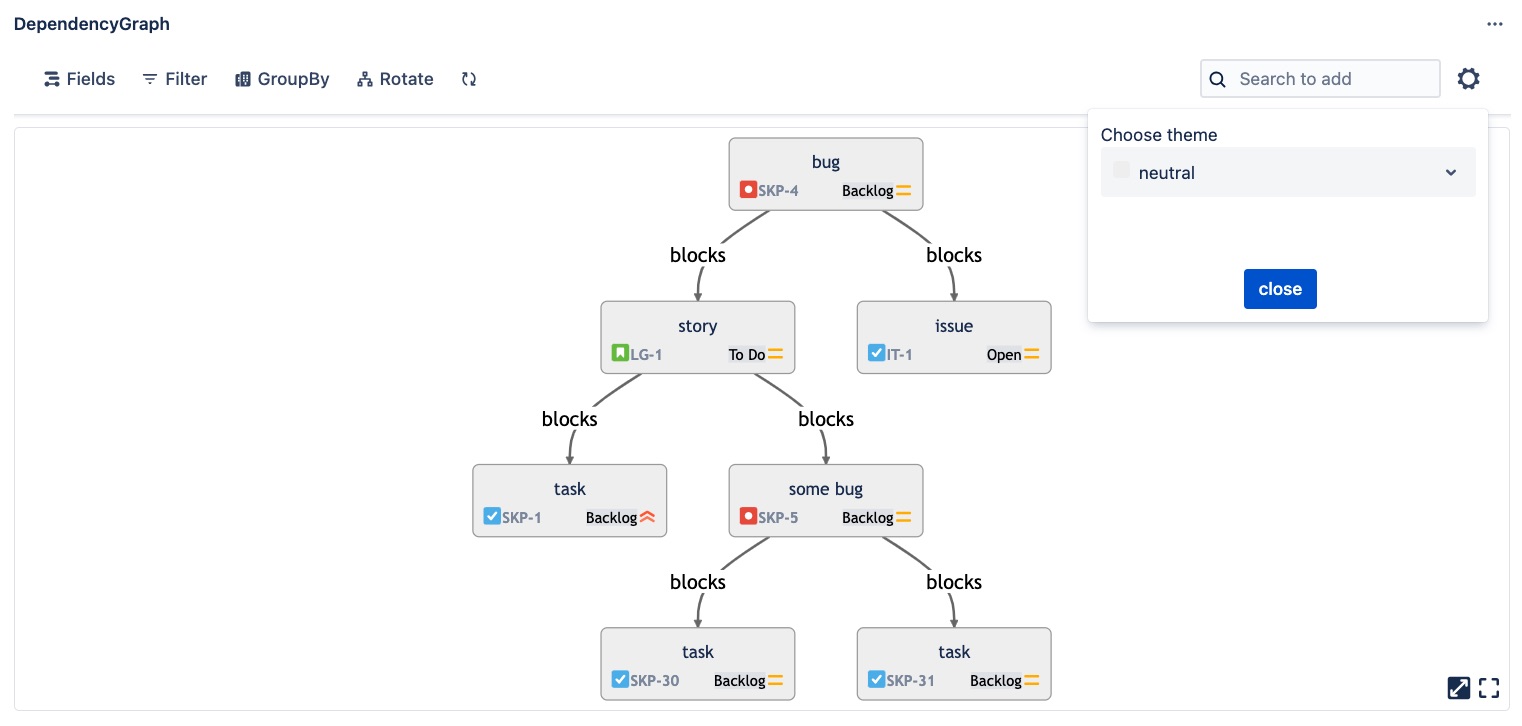 DependencyGraph
Fields Filter GroupBy Rotate Search to add
Choose theme
neutral
close
bug
SKP-4 Backlog
blocks blocks
story issue
LG-1 To Do IT-1 Open
blocks blocks
task some bug
SKP-1 Backlog SKP-5 Backlog
blocks blocks
task task
SKP-30 Backlog SKP-31 Backlog